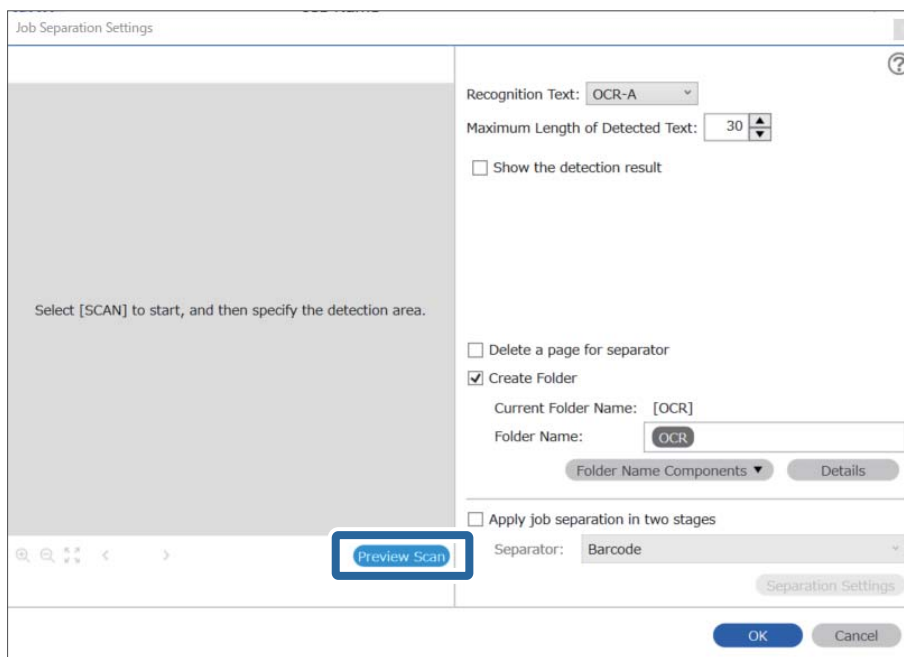 Job Separation Settings
Recognition Text: OCR-A
Maximum Length of Detected Text: 30
Show the detection result
Select [SCAN] to start, and then specify the detection area.
Delete a page for separator
Create Folder
Current Folder Name: [OCR]
Folder Name: OCR
Folder Name Components ▼ Details
Apply job separation in two stages
Preview Scan
Separator: Barcode
Separation Settings
OK Cancel